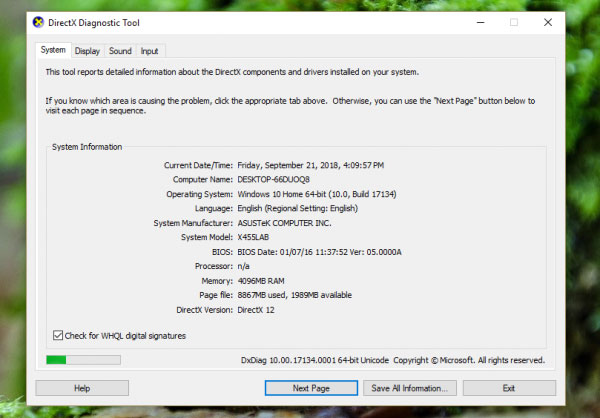 DirectX Diagnostic Tool
System Display Sound Input
This tool reports detailed information about the DirectX components and drivers installed on your system.
If you know which area is causing the problem, click the appropriate tab above.  Otherwise, you can use the "Next Page" button below to
visit each page in sequence.
System Information
Current Date/Time: Friday, September 21, 2018, 4:09:57 PM
Computer Name: DESKTOP-66DUOQ8
Operating System: Windows 10 Home 64-bit (10.0, Build 17134)
Language: English (Regional Setting: English)
System Manufacturer: ASUSTeK COMPUTER INC.
System Model: X455LAB
BIOS: BIOS Date: 01/07/16 11:37:52 Ver: 05.0000A
Processor: n/a
Memory: 4096MB RAM
Page file: 8867MB used, 1989MB available
DirectX Version: DirectX 12
Check for WHQL digital signatures
DxDiag 10.00.17134.0001 64-bit Unicode  Copyright © Microsoft. All rights reserved.
Help Next Page Save All Information... Exit